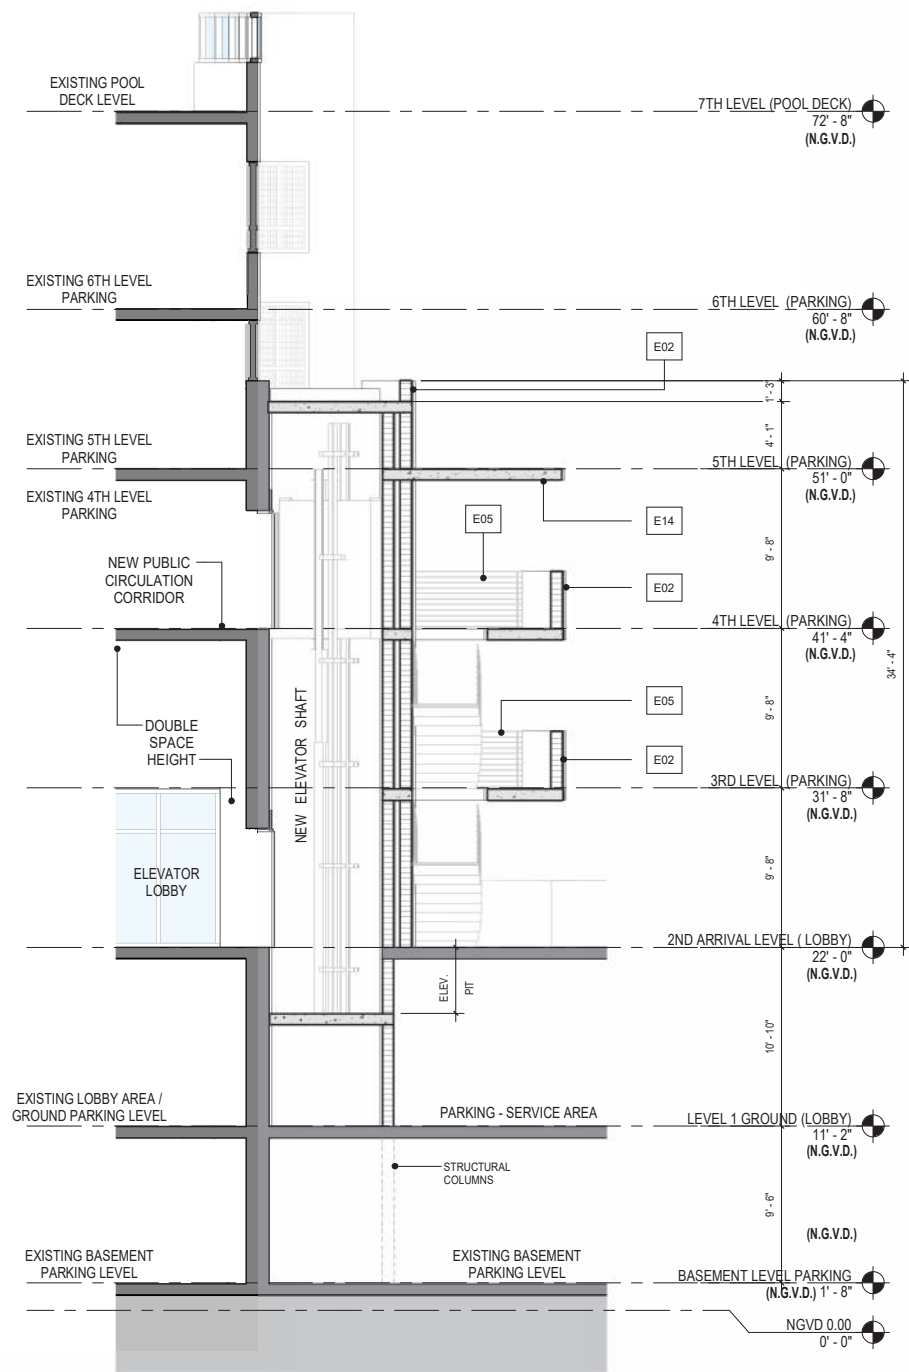 EXISTING POOL
DECK LEVEL
7TH LEVEL (POOL DECK)
72' - 8"
(N.G.V.D.)
EXISTING 6TH LEVEL
PARKING
6TH LEVEL (PARKING)
60' - 8"
(N.G.V.D.)
E02
1' - 3"
4' - 1"
EXISTING 5TH LEVEL
PARKING
5TH LEVEL (PARKING)
51' - 0"
(N.G.V.D.)
EXISTING 4TH LEVEL
PARKING
E05
E14
9' - 8"
NEW PUBLIC
CIRCULATION
CORRIDOR
E02
4TH LEVEL (PARKING)
41' - 4"
(N.G.V.D.)
34' - 4"
NEW ELEVATOR SHAFT
DOUBLE
SPACE
HEIGHT
E05
9' - 8"
E02
3RD LEVEL (PARKING)
31' - 8"
(N.G.V.D.)
ELEVATOR
LOBBY
9' - 8"
2ND ARRIVAL LEVEL ( LOBBY)
22' - 0"
(N.G.V.D.)
ELEV.
PIT
10' - 10"
EXISTING LOBBY AREA /
GROUND PARKING LEVEL
PARKING - SERVICE AREA
LEVEL 1 GROUND (LOBBY)
11' - 2"
(N.G.V.D.)
STRUCTURAL
COLUMNS
9' - 6"
(N.G.V.D.)
EXISTING BASEMENT
PARKING LEVEL
EXISTING BASEMENT
PARKING LEVEL
BASEMENT LEVEL PARKING
(N.G.V.D.) 1' - 8"
NGVD 0.00
0' - 0"